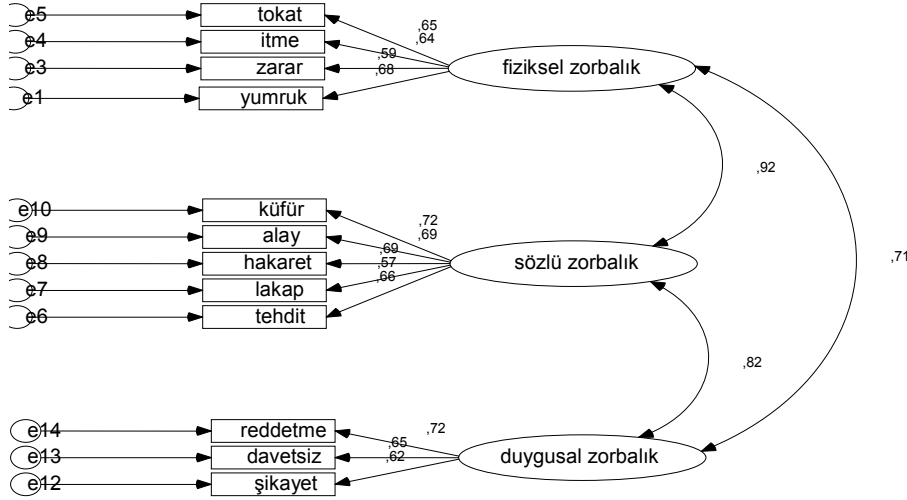 e5 tokat ,65
e4 itme ,64
,59
e3 zarar fiziksel zorbalık
,68
e1 yumruk
,92
e10 küfür ,72
e9 alay ,69
,69
e8 hakaret ,57 sözlü zorbalık ,71
,66
e7 lakap
e6 tehdit
,82
e14 reddetme ,72
,65
e13 davetsiz ,62 duygusal zorbalık
e12 şikayet